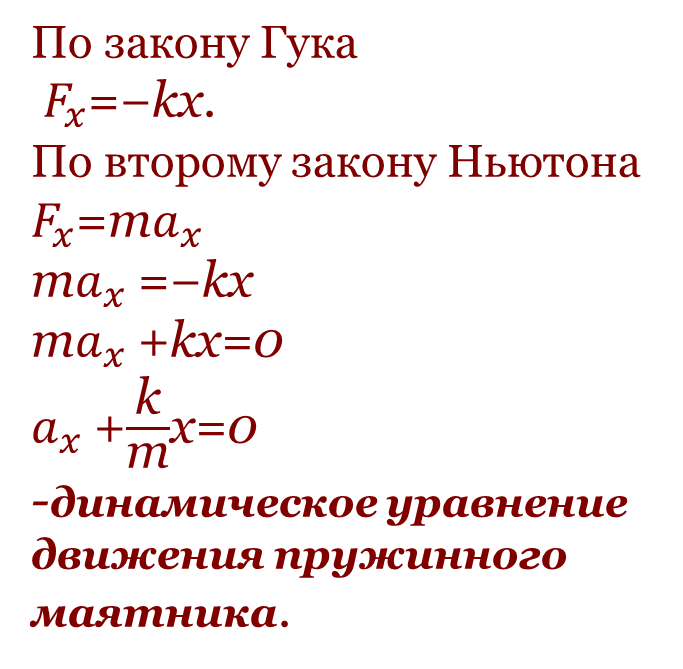 По закону Гука
Fₓ=−kx.
По второму закону Ньютона
Fₓ=maₓ
maₓ =−kx
maₓ +kx=0
aₓ +k/m x=0
-динамическое уравнение
движения пружинного
маятника.